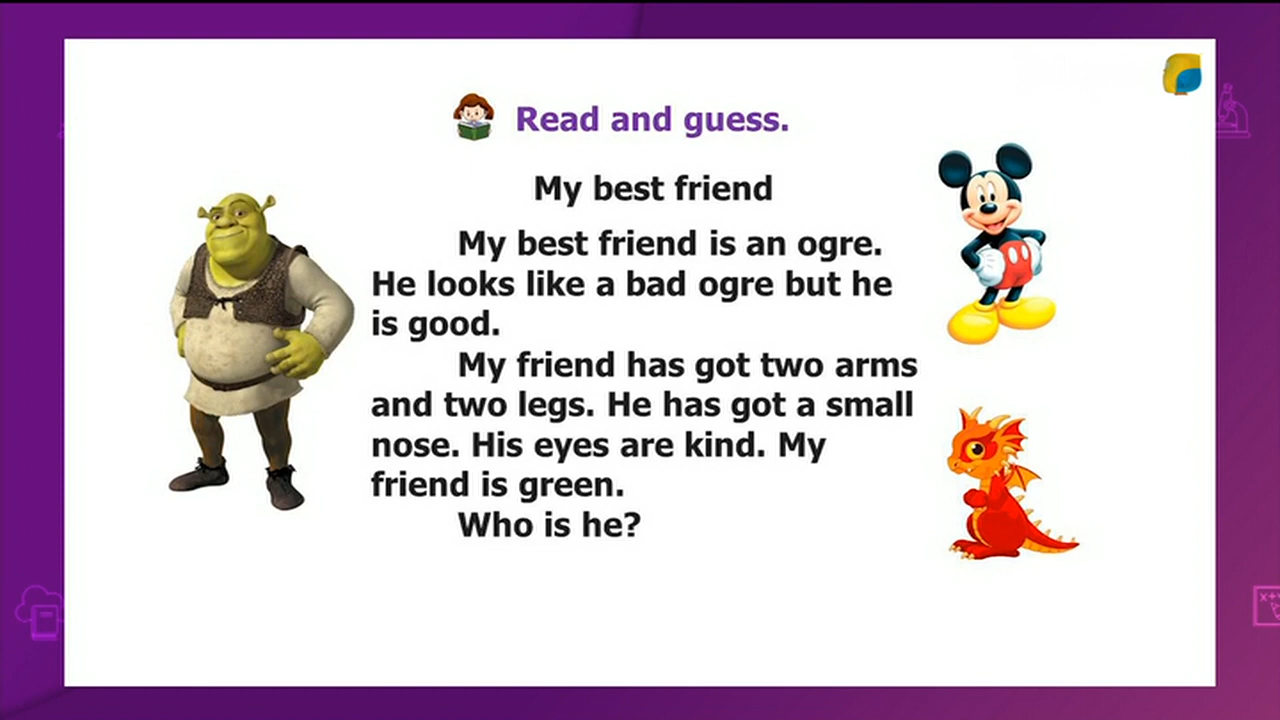 Read and guess.
My best friend
My best friend is an ogre.
He looks like a bad ogre but he
is good.
My friend has got two arms
and two legs. He has got a small
nose. His eyes are kind. My
friend is green.
Who is he?